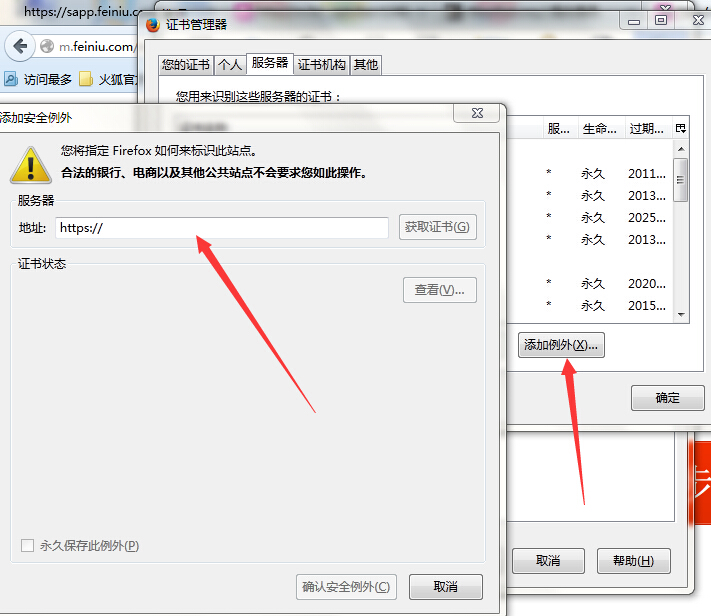 https://sapp.feiniu.co
证书管理器
m.feiniu.com/
访问最多 火狐官
您的证书 个人 服务器 证书机构 其他
您用来识别这些服务器的证书：
添加安全例外
服... 生命... 过期...
您将指定 Firefox 如何来标识此站点。
合法的银行、电商以及其他公共站点不会要求您如此操作。
* 永久 2011...
* 永久 2013...
* 永久 2025...
* 永久 2013...
* 永久 2020...
* 永久 2015...
服务器
地址: https:// 获取证书(G)
证书状态
查看(V)...
添加例外(X)...
确定
永久保存此例外(P)
取消 帮助(H)
确认安全例外(C) 取消